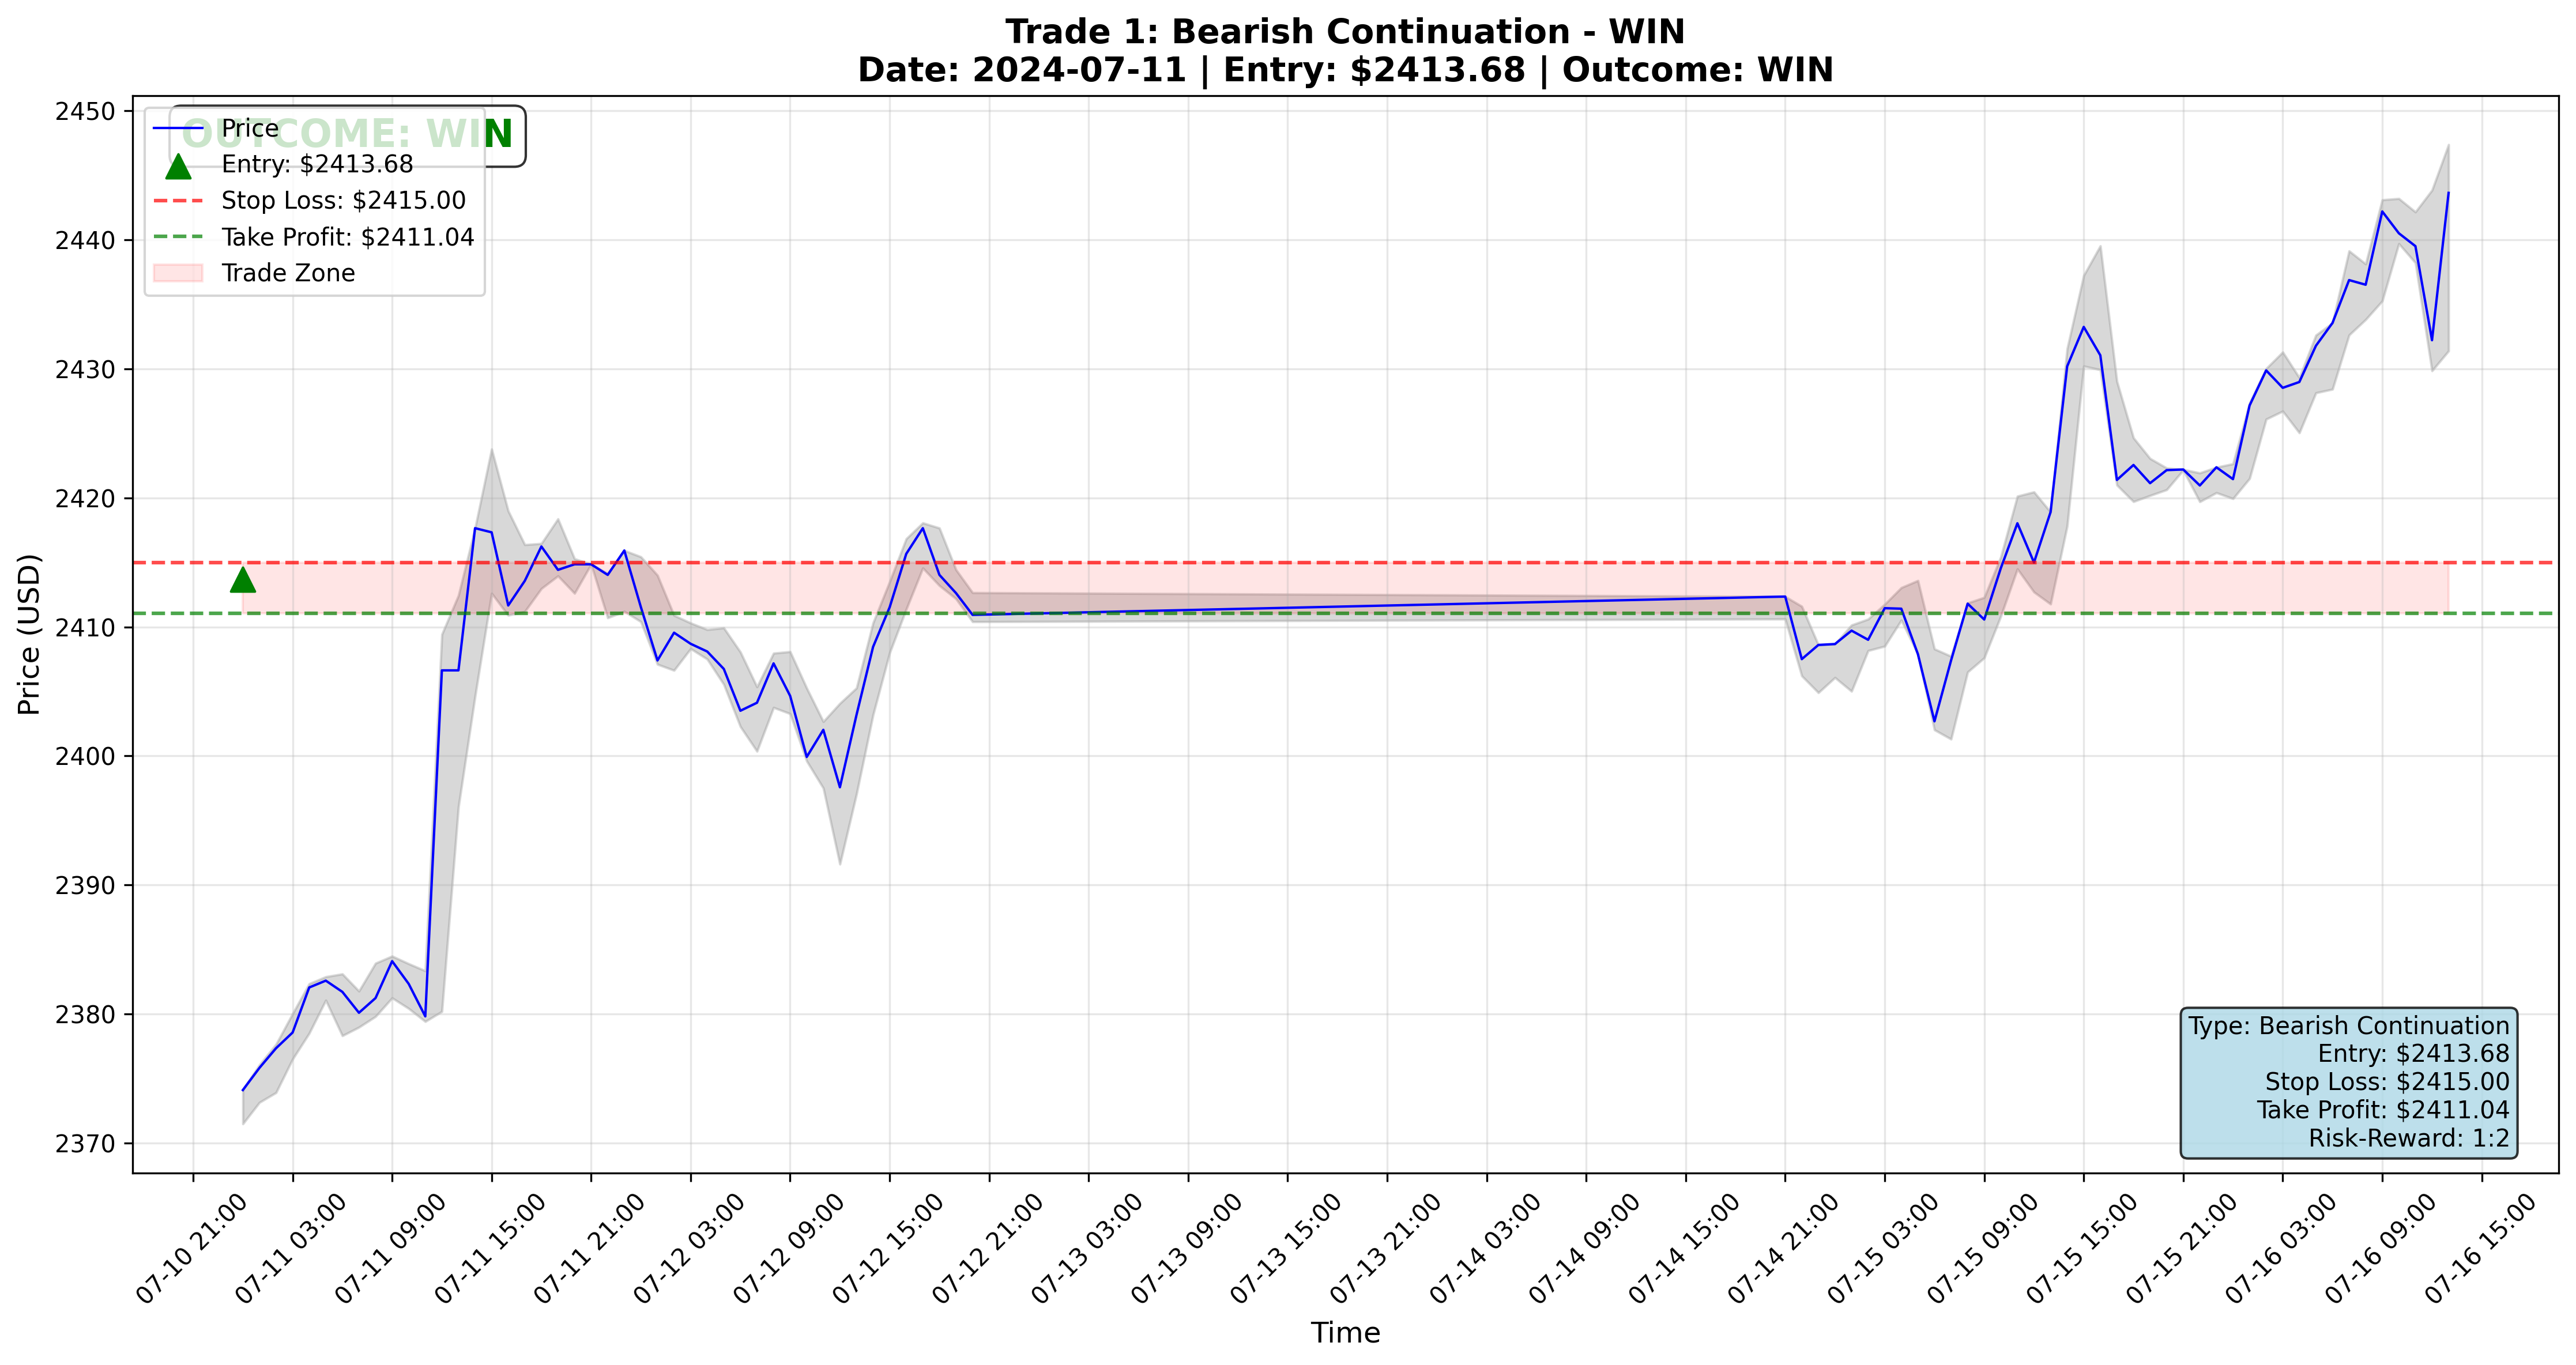 Trade 1: Bearish Continuation - WIN
Date: 2024-07-11 | Entry: $2413.68 | Outcome: WIN
OUTCOME: WIN
Price
Entry: $2413.68
Stop Loss: $2415.00
Take Profit: $2411.04
Trade Zone
Price (USD)
2450
2440
2430
2420
2410
2400
2390
2380
2370
Type: Bearish Continuation
Entry: $2413.68
Stop Loss: $2415.00
Take Profit: $2411.04
Risk-Reward: 1:2
07-10 21:00
07-11 03:00
07-11 09:00
07-11 15:00
07-11 21:00
07-12 03:00
07-12 09:00
07-12 15:00
07-12 21:00
07-13 03:00
07-13 09:00
07-13 15:00
07-13 21:00
07-14 03:00
07-14 09:00
07-14 15:00
07-14 21:00
07-15 03:00
07-15 09:00
07-15 15:00
07-15 21:00
07-16 03:00
07-16 09:00
07-16 15:00
Time